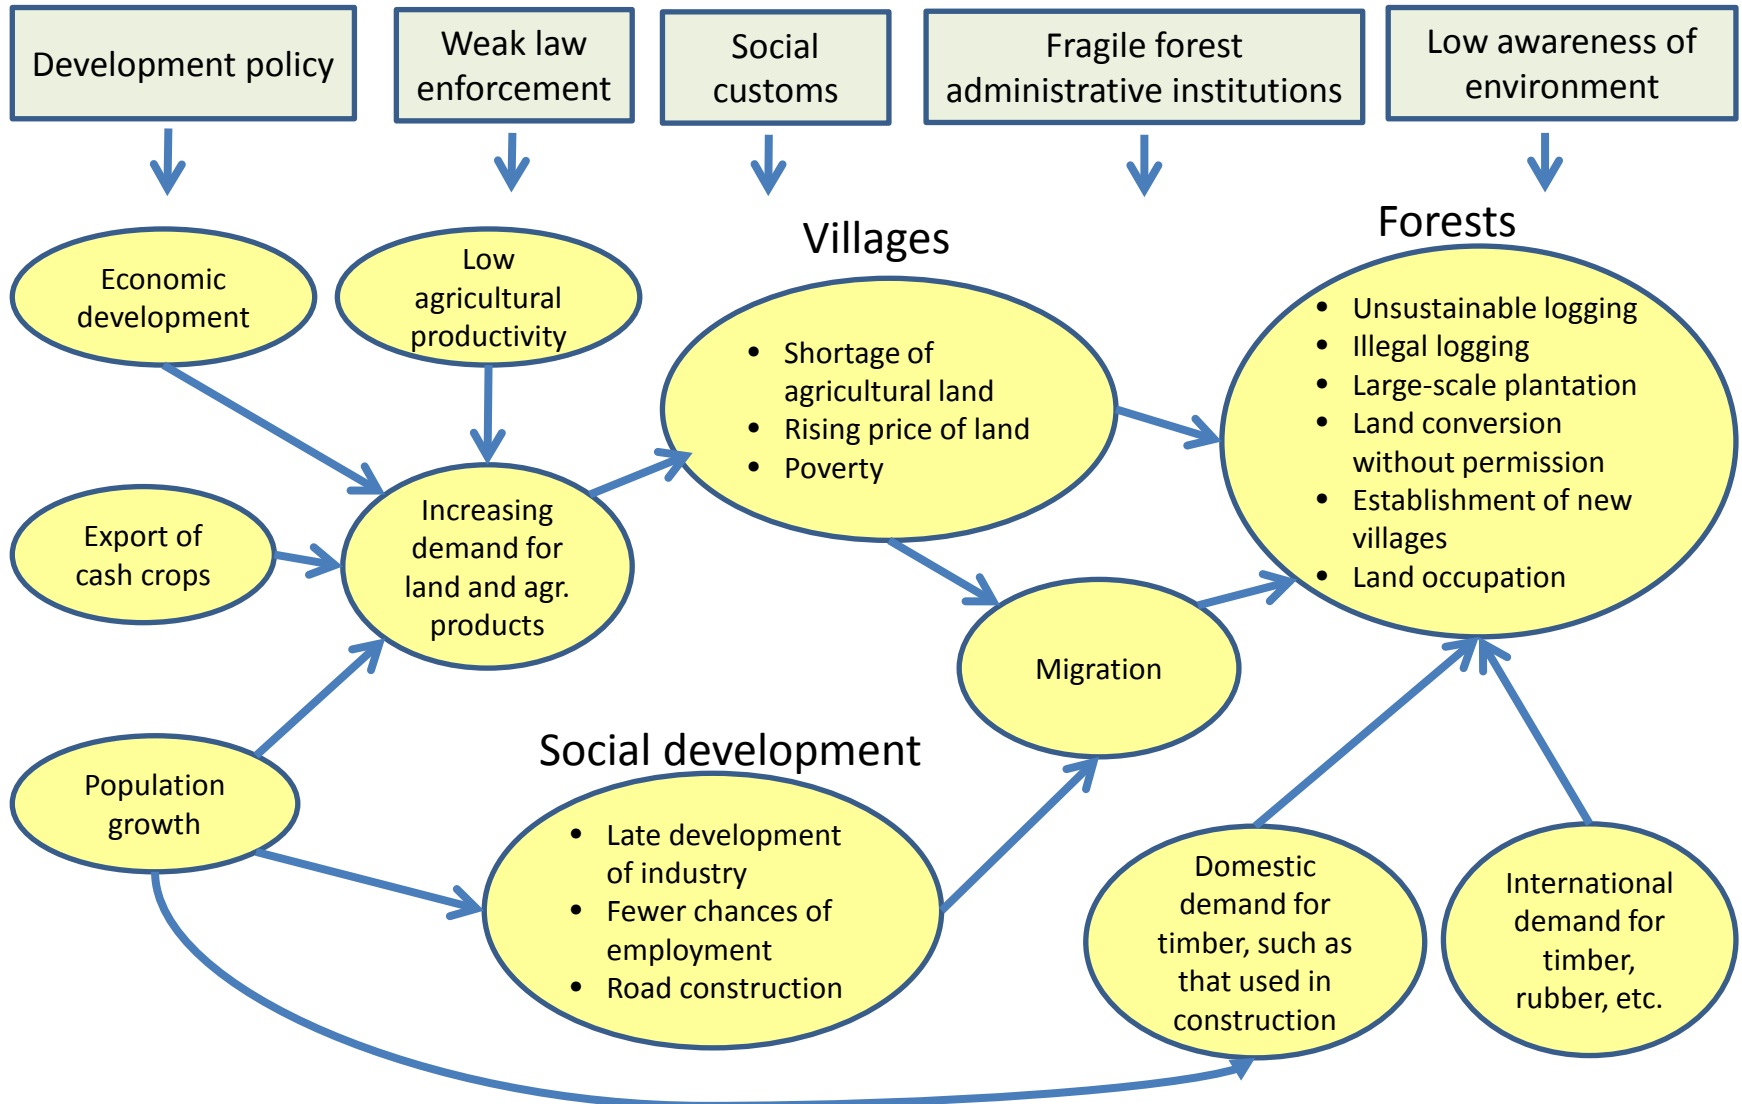 Development policy
Weak law
enforcement
Social
customs
Fragile forest
administrative institutions
Low awareness of
environment
Economic
development
Low
agricultural
productivity
Villages
• Shortage of
agricultural land
• Rising price of land
• Poverty
Forests
• Unsustainable logging
• Illegal logging
• Large-scale plantation
• Land conversion
without permission
• Establishment of new
villages
• Land occupation
Export of
cash crops
Increasing
demand for
land and agr.
products
Migration
Population
growth
Social development
• Late development
of industry
• Fewer chances of
employment
• Road construction
Domestic
demand for
timber, such as
that used in
construction
International
demand for
timber,
rubber, etc.